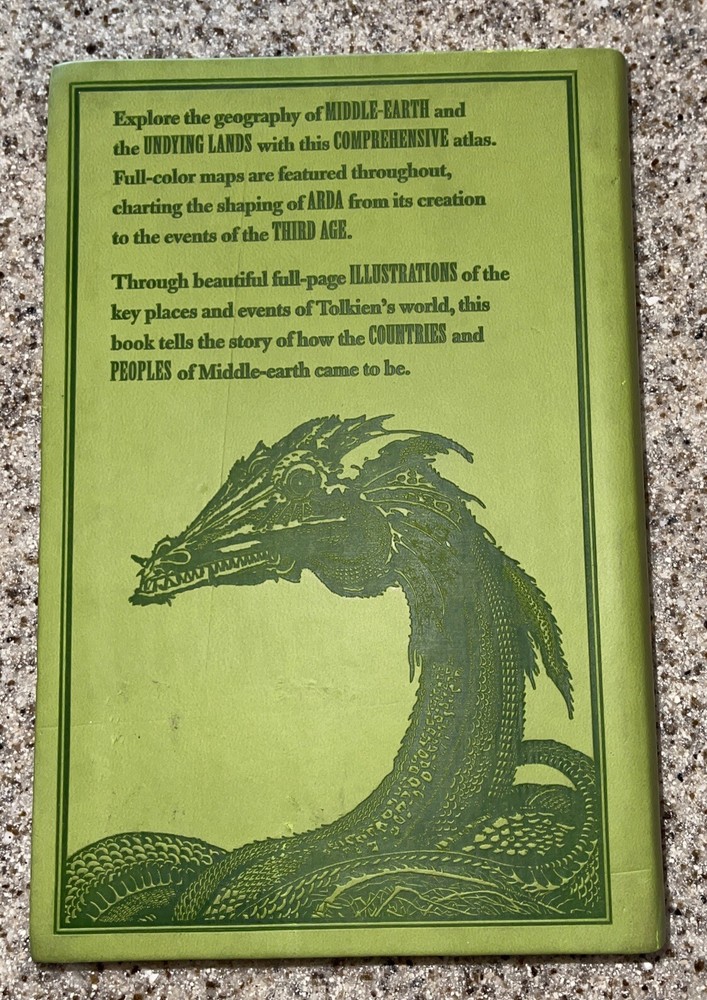 Explore the geography of MIDDLE-EARTH and
the UNDYING LANDS with this COMPREHENSIVE atlas.
Full-color maps are featured throughout,
charting the shaping of ARDA from its creation
to the events of the THIRD AGE.
Through beautiful full-page ILLUSTRATIONS of the
key places and events of Tolkien's world, this
book tells the story of how the COUNTRIES and
PEOPLES of Middle-earth came to be.